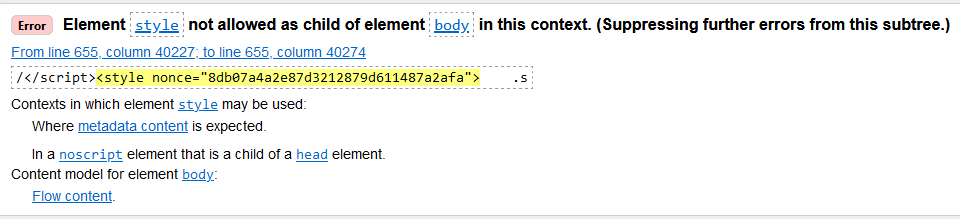 Error Element style not allowed as child of element body in this context. (Suppressing further errors from this subtree.)
From line 655, column 40227; to line 655, column 40274
/</script><style nonce="8db07a4a2e87d3212879d611487a2afa">    .s
Contexts in which element style may be used:
Where metadata content is expected.
In a noscript element that is a child of a head element.
Content model for element body:
Flow content.